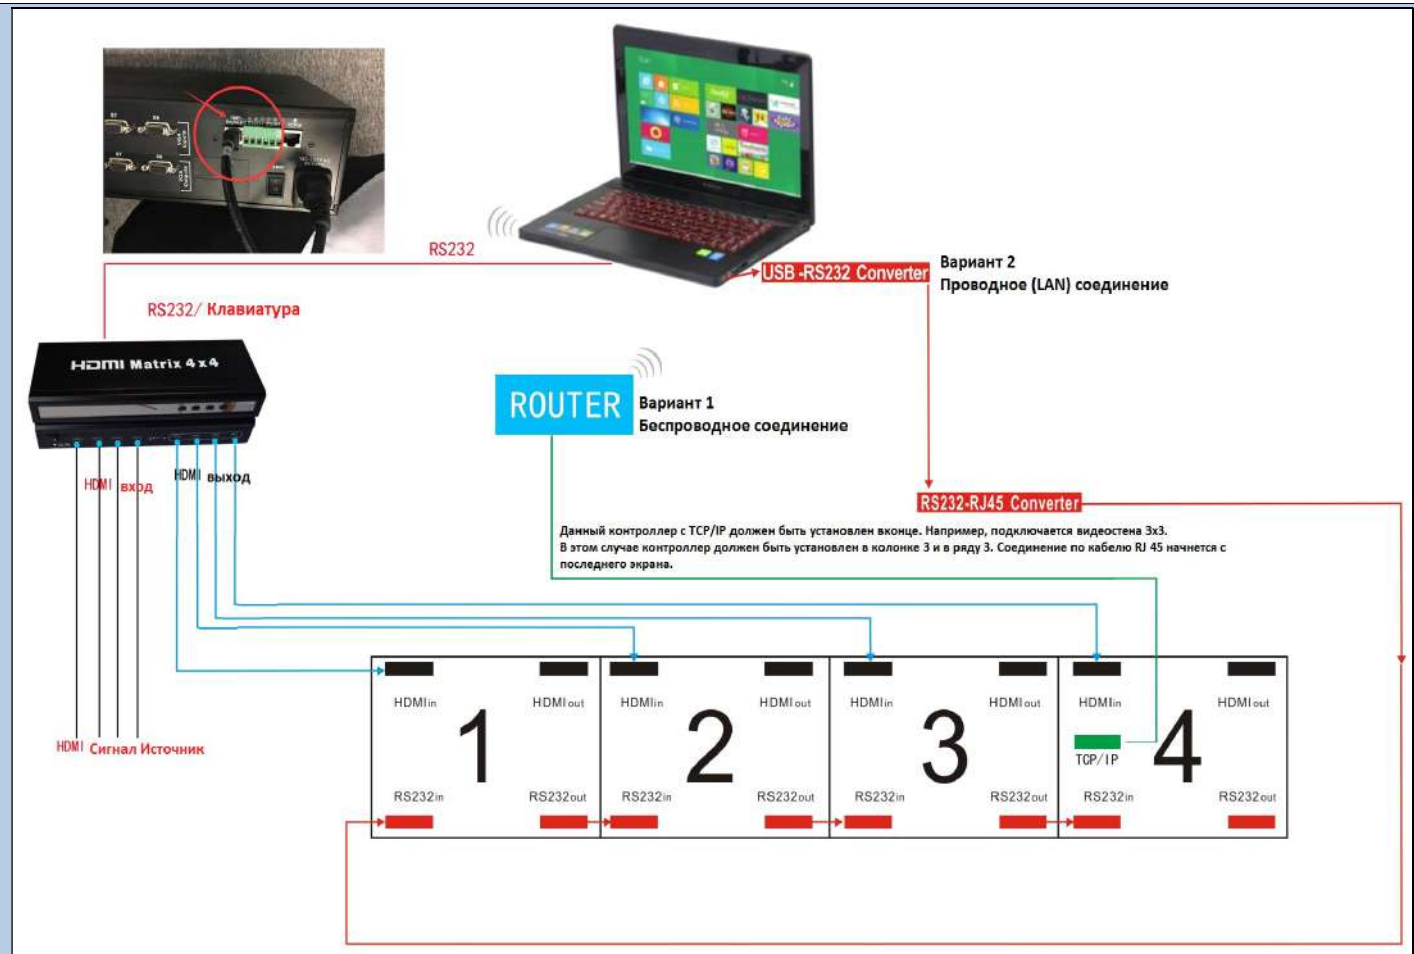 RS232
USB-RS232 Converter
Вариант 2
Проводное (LAN) соединение
RS232/ Клавиатура
HDMI Matrix 4x4
ROUTER
Вариант 1
Беспроводное соединение
HDMI вход
HDMI выход
RS232-RJ45 Converter
Данный контроллер с TCP/IP должен быть установлен вконце. Например, подключается видеостена 3x3.
В этом случае контроллер должен быть установлен в колонке 3 и в ряду 3. Соединение по кабелю RJ 45 начнется с
последнего экрана.
HDMI Сигнал Источник
HDMIin
HDMIout
1
RS232in
RS232out
HDMIin
HDMIout
2
RS232in
RS232out
HDMIin
HDMIout
3
RS232in
RS232out
HDMIin
HDMIout
TCP/IP
4
RS232in
RS232out